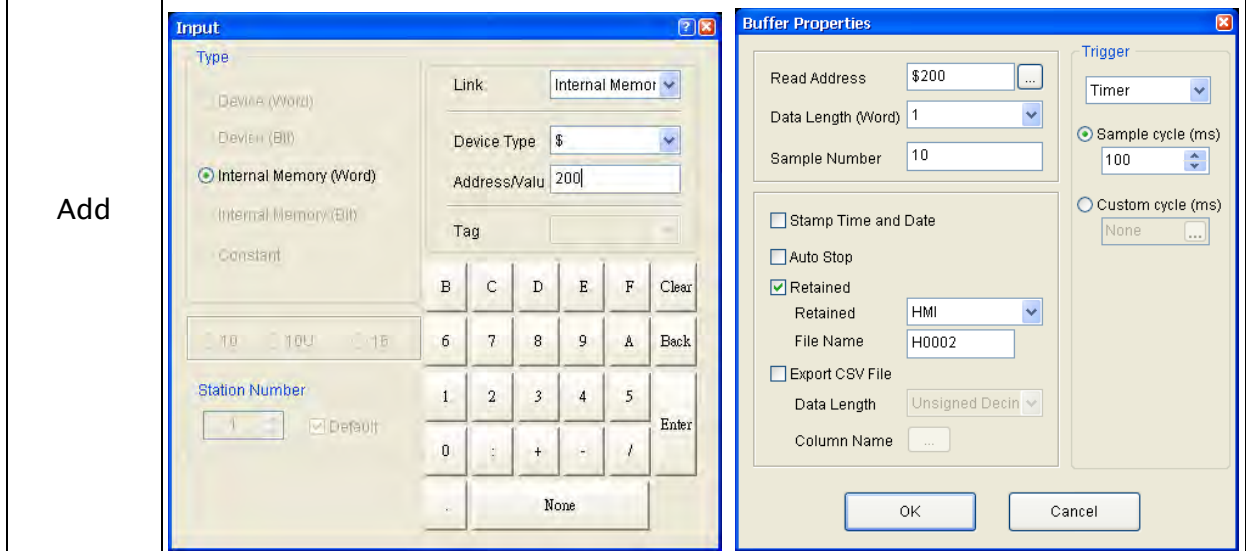 Add
Input
Type
Device (Word)
Device (Bit)
Internal Memory (Word)
Internal Memory (Bit)
Constant
10 10U 16
Station Number
1 Default
Link Internal Memor
Device Type $
Address/Valu 200
Tag
B C D E F Clear
6 7 8 9 A Back
1 2 3 4 5 Enter
0 : + - /
. None
Buffer Properties
Read Address $200 ...
Data Length (Word) 1
Sample Number 10
Stamp Time and Date
Auto Stop
Retained
Retained HMI
File Name H0002
Export CSV File
Data Length Unsigned Decin
Column Name ...
Trigger
Timer
Sample cycle (ms)
100
Custom cycle (ms)
None ...
OK Cancel